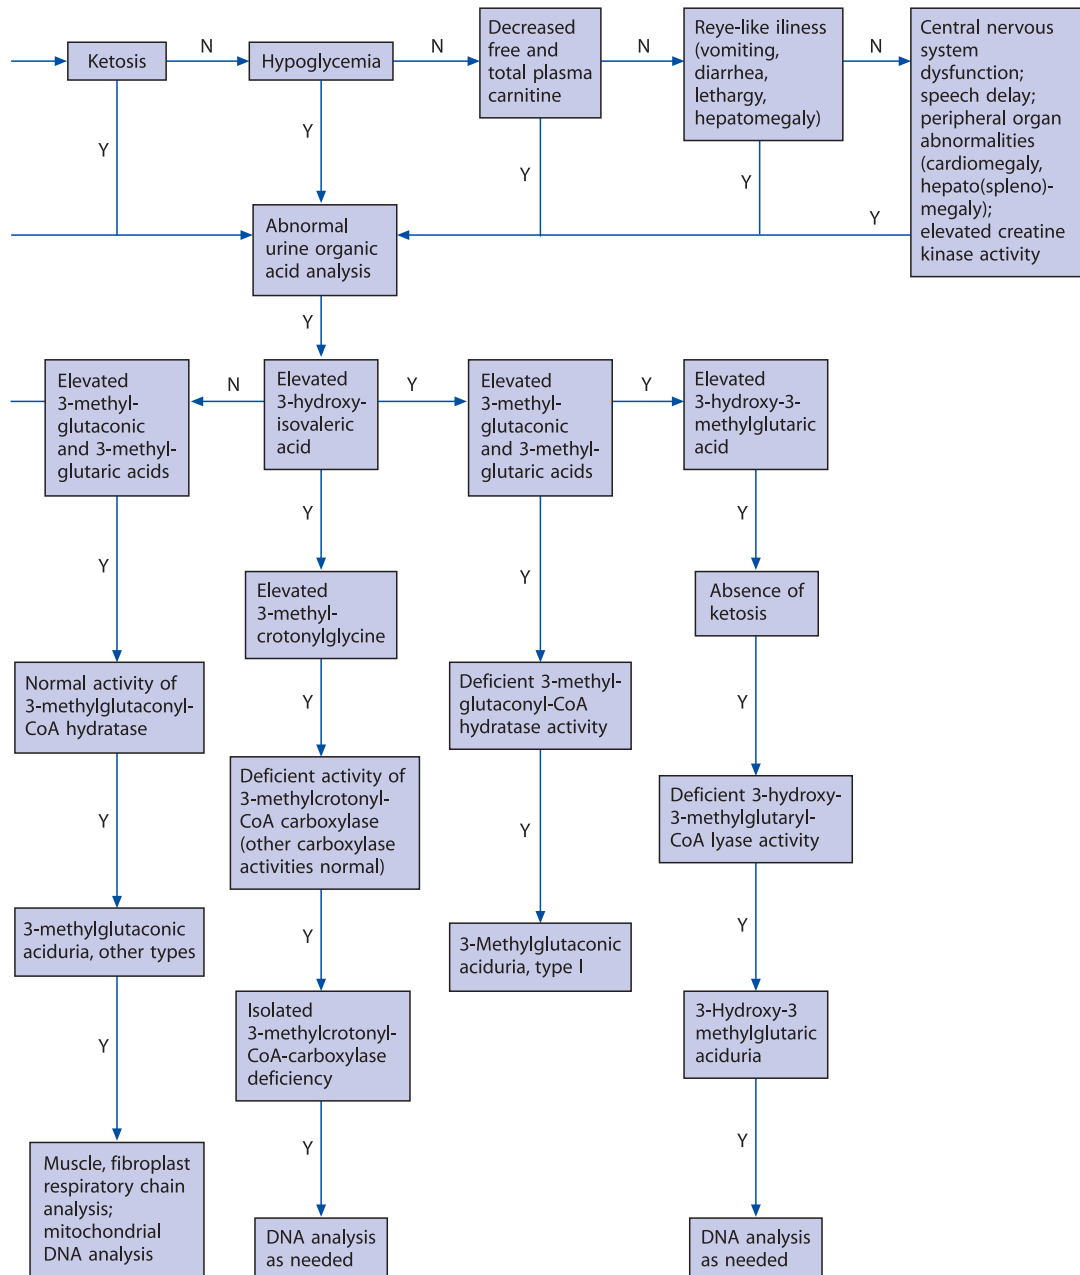 Ketosis
N
Hypoglycemia
N
Decreased
free and
total plasma
carnitine
N
Reye-like iliness
(vomiting,
diarrhea,
lethargy,
hepatomegaly)
N
Central nervous
system
dysfunction;
speech delay;
peripheral organ
abnormalities
(cardiomegaly,
hepato(spleno)-
megaly);
elevated creatine
kinase activity
Y
Y
Y
Y
Y
Abnormal
urine organic
acid analysis
Y
Elevated
3-methyl-
glutaconic
and 3-methyl-
glutaric acids
N
Elevated
3-hydroxy-
isovaleric
acid
Y
Elevated
3-methyl-
glutaconic
and 3-methyl-
glutaric acids
Y
Elevated
3-hydroxy-3-
methylglutaric
acid
Y
Y
Y
Y
Elevated
3-methyl-
crotonylglycine
Absence of
ketosis
Normal activity of
3-methylglutaconyl-
CoA hydratase
Y
Deficient 3-methyl-
glutaconyl-CoA
hydratase activity
Y
Deficient activity of
3-methylcrotonyl-
CoA carboxylase
(other carboxylase
activities normal)
Deficient 3-hydroxy-
3-methylglutaryl-
CoA lyase activity
Y
Y
Y
Y
3-methylglutaconic
aciduria, other types
3-Methylglutaconic
aciduria, type I
Isolated
3-methylcrotonyl-
CoA-carboxylase
deficiency
3-Hydroxy-3
methylglutaric
aciduria
Y
Y
Y
Muscle, fibroplast
respiratory chain
analysis;
mitochondrial
DNA analysis
DNA analysis
as needed
DNA analysis
as needed